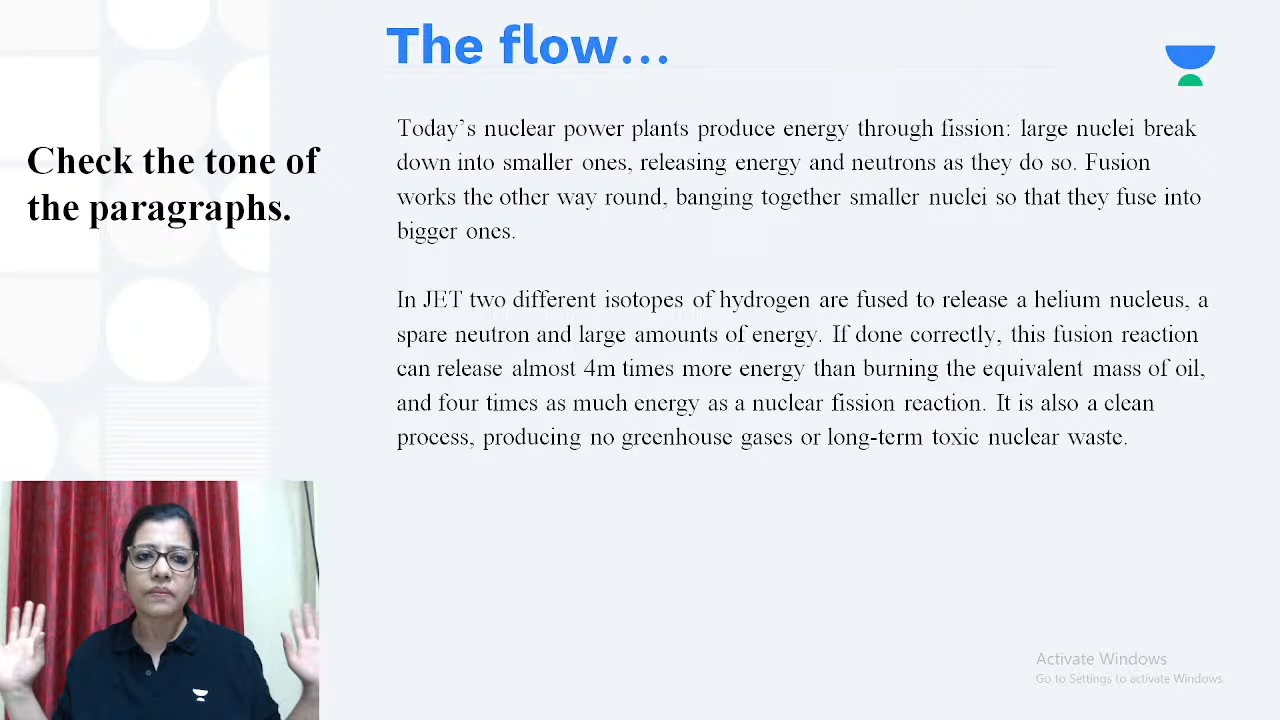 The flow...
Check the tone of
the paragraphs.
Today's nuclear power plants produce energy through fission: large nuclei break
down into smaller ones, releasing energy and neutrons as they do so. Fusion
works the other way round, banging together smaller nuclei so that they fuse into
bigger ones.
In JET two different isotopes of hydrogen are fused to release a helium nucleus, a
spare neutron and large amounts of energy. If done correctly, this fusion reaction
can release almost 4m times more energy than burning the equivalent mass of oil,
and four times as much energy as a nuclear fission reaction. It is also a clean
process, producing no greenhouse gases or long-term toxic nuclear waste.
Activate Windows
Go to Settings to activate Windows.